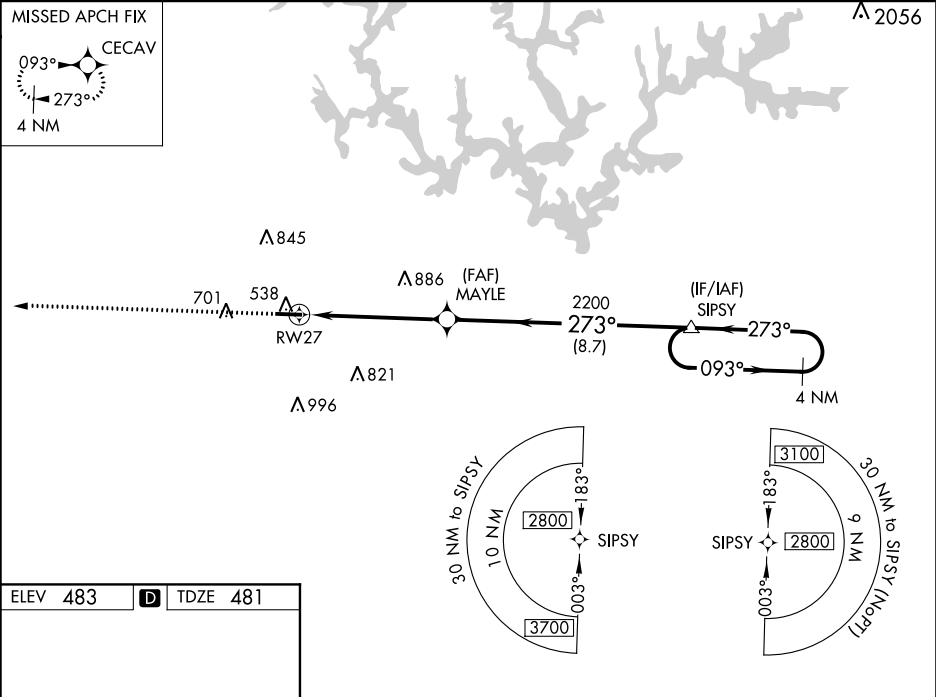 MISSED APCH FIX
CECAV
093°
273°
4 NM
2056
845
886
(FAF)
MAYLE
2200
273°
(8.7)
(IF/IAF)
SIPSY
273°
093°
4 NM
701
538
RW27
821
996
30 NM to SIPSY
10 NM
183°
2800
SIPSY
003°
3700
3100
183°
SIPSY
2800
9 NM
30 NM to SIPSY (NoPT)
003°
ELEV 483
D
TDZE 481